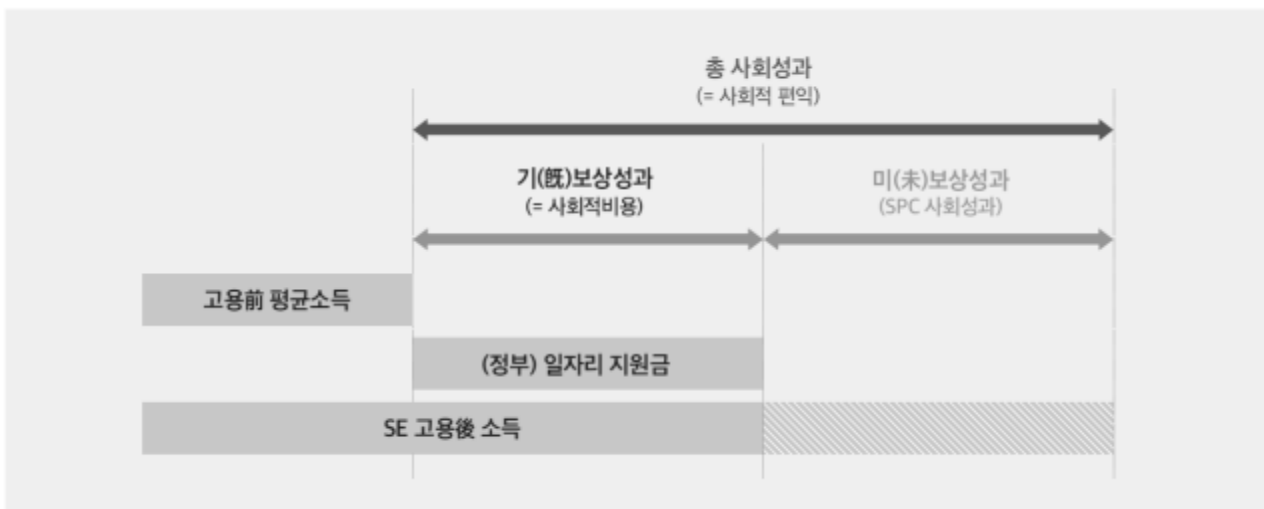 총 사회성과
(= 사회적 편익)
기(旣)보상성과
(= 사회적비용)
미(未)보상성과
(SPC 사회성과)
고용前 평균소득
(정부) 일자리 지원금
SE 고용後 소득